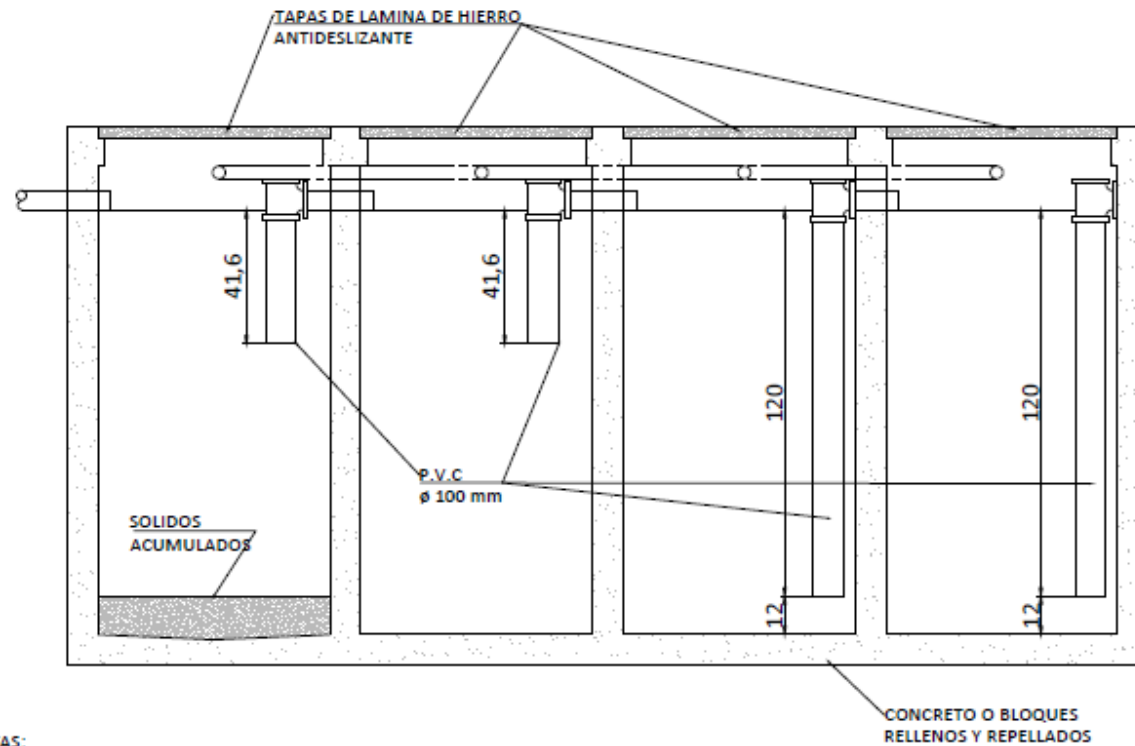 TAPAS DE LAMINA DE HIERRO
ANTIDESLIZANTE
41,6
41,6
120
120
P.V.C
ø 100 mm
SOLIDOS
ACUMULADOS
12
12
CONCRETO O BLOQUES
RELLENOS Y REPELLADOS
AS: